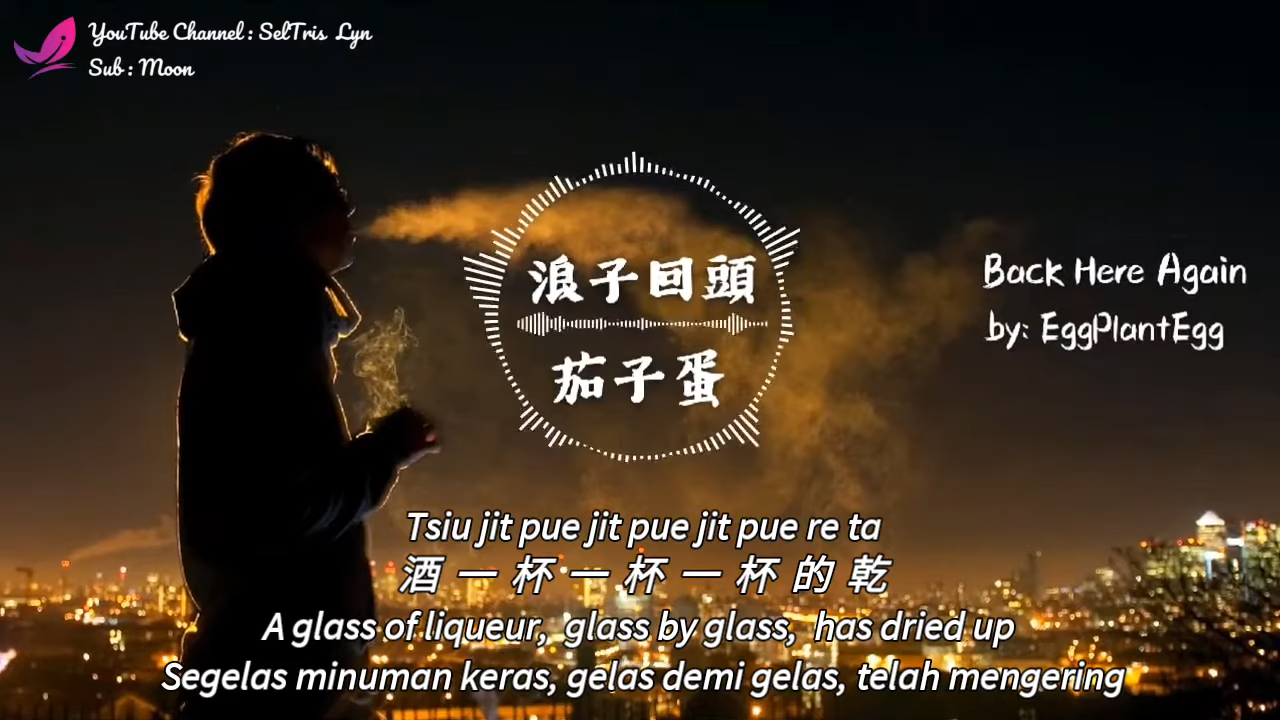 YouTube Channel : SelTris Lyn
Sub : Moon
浪子回頭
茄子蛋
Back Here Again
by: EggPlantEgg
Tsiu jit pue jit pue jit pue re ta
酒 一 杯 一 杯 一 杯 的 乾
A glass of liqueur, glass by glass, has dried up
Segelas minuman keras, gelas demi gelas, telah mengering